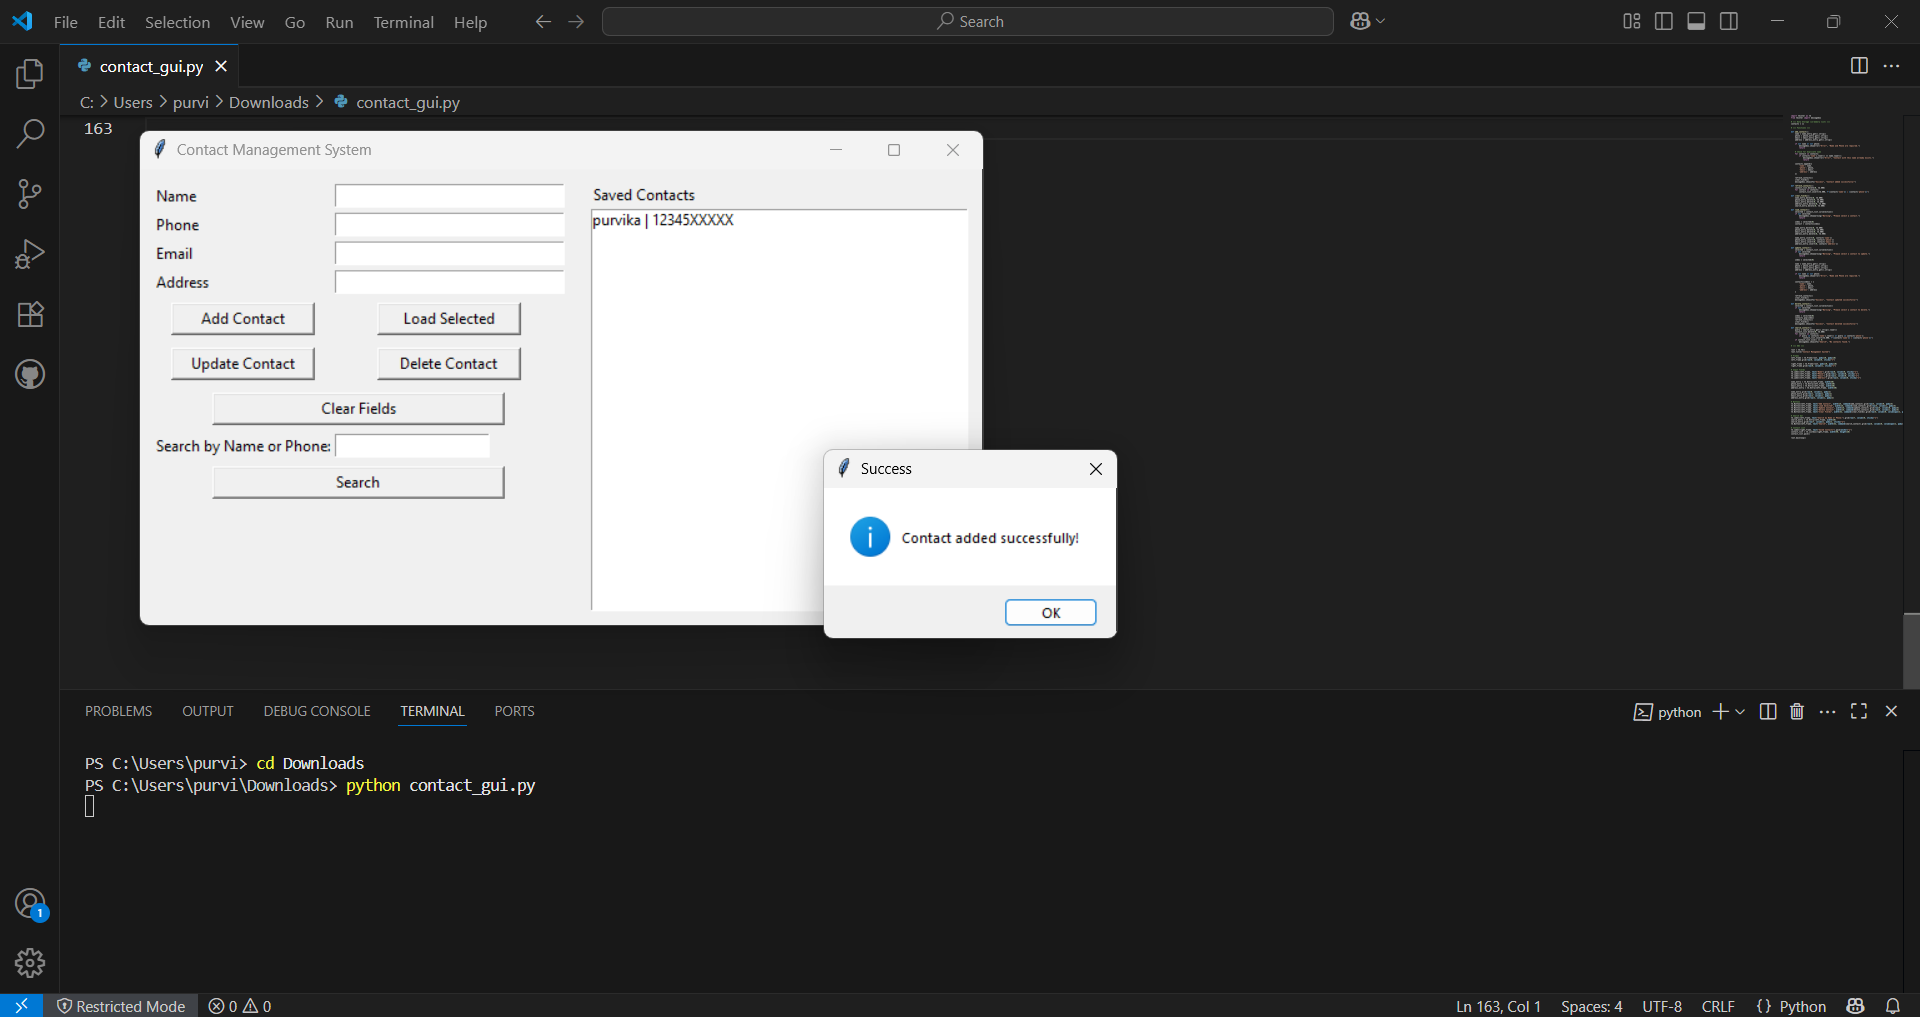 File Edit Selection View Go Run Terminal Help
Search
contact_gui.py
C: > Users > purvi > Downloads > contact_gui.py
163
Contact Management System
Name
Phone
Email
Address
Add Contact Load Selected
Update Contact Delete Contact
Clear Fields
Search by Name or Phone:
Search
Saved Contacts
purvika | 12345XXXXX
Success
Contact added successfully!
OK
PROBLEMS OUTPUT DEBUG CONSOLE TERMINAL PORTS
python
PS C:\Users\purvi> cd Downloads
PS C:\Users\purvi\Downloads> python contact_gui.py
1
Restricted Mode 0 0
Ln 163, Col 1 Spaces: 4 UTF-8 CRLF {} Python